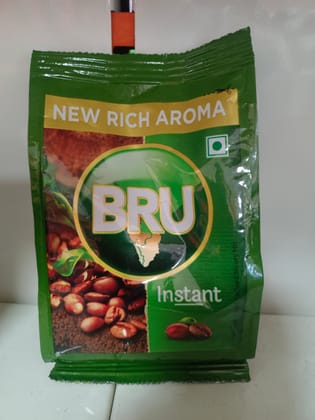 NEW RICH AROMA
BRU
Instant